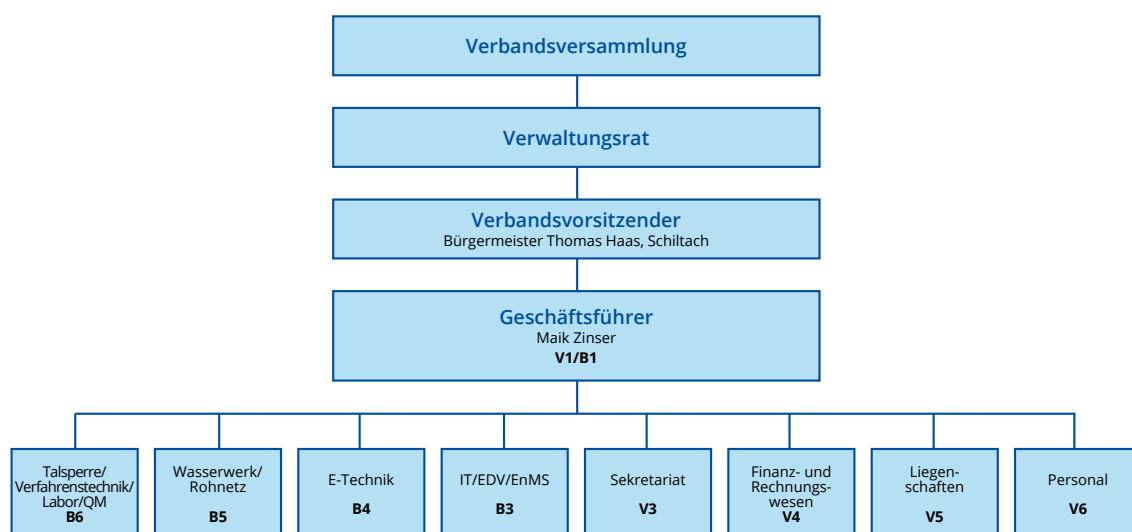 Verbandsversammlung
Verwaltungsrat
Verbandsvorsitzender
Bürgermeister Thomas Haas, Schiltach
Geschäftsführer
Maik Zinser
V1/B1
Talsperre/
Verfahrenstechnik/
Labor/QM
B6
Wasserwerk/
Rohnetz
B5
E-Technik
B4
IT/EDV/EnMS
B3
Sekretariat
V3
Finanz- und
Rechnungs-
wesen
V4
Liegen-
schaften
V5
Personal
V6